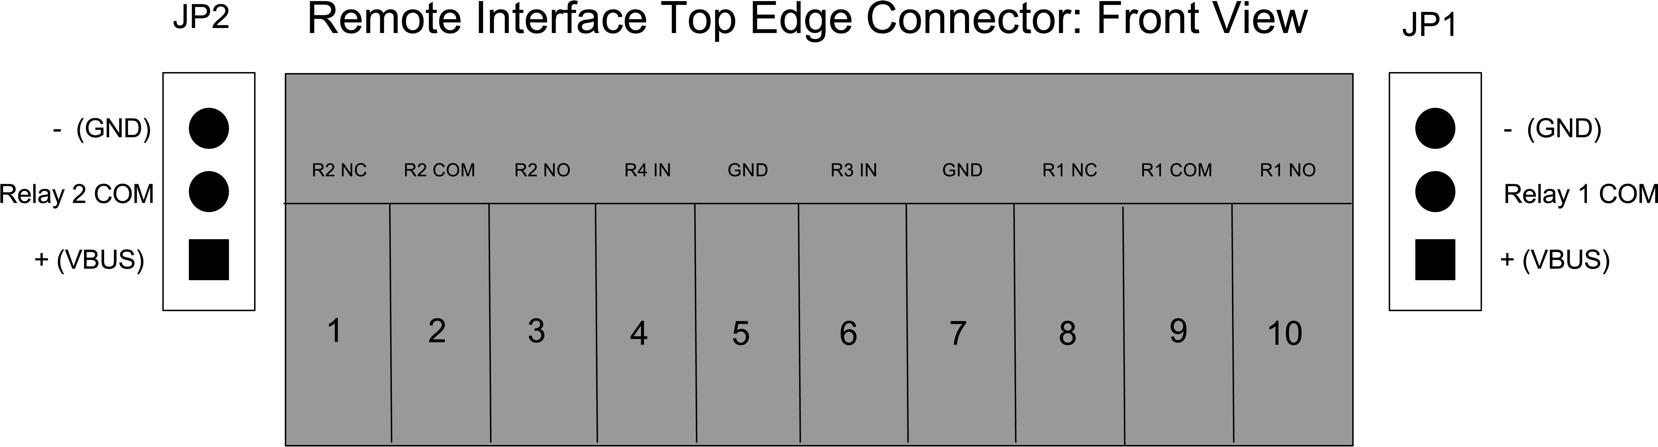 JP2
Remote Interface Top Edge Connector: Front View
JP1
- (GND)
Relay 2 COM
+ (VBUS)
R2 NC R2 COM R2 NO R4 IN GND R3 IN GND R1 NC R1 COM R1 NO
1 2 3 4 5 6 7 8 9 10
- (GND)
Relay 1 COM
+ (VBUS)